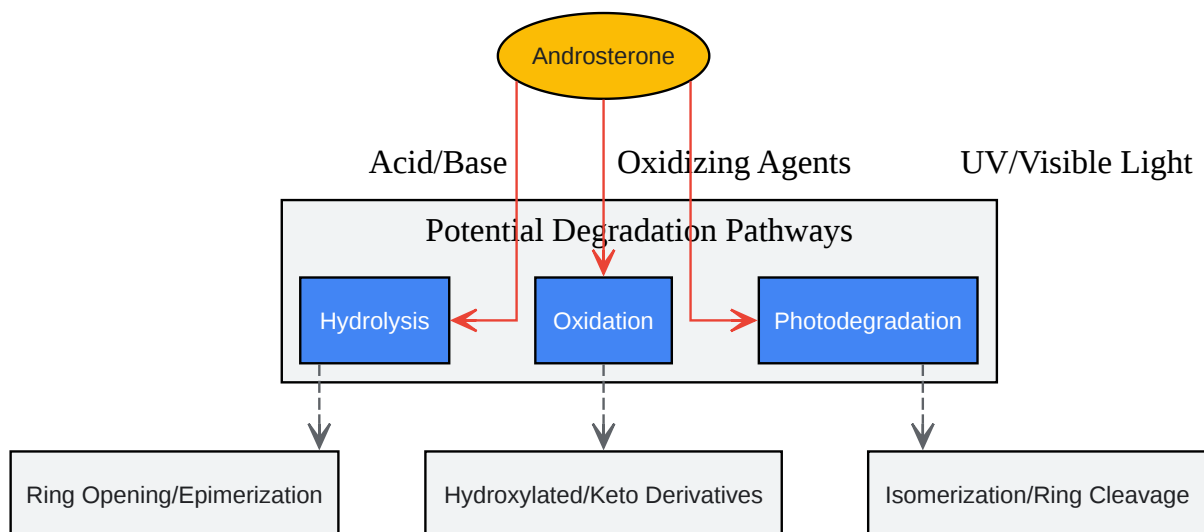 Androsterone
Acid/Base
Oxidizing Agents
UV/Visible Light
Potential Degradation Pathways
Hydrolysis
Oxidation
Photodegradation
Ring Opening/Epimerization
Hydroxylated/Keto Derivatives
Isomerization/Ring Cleavage